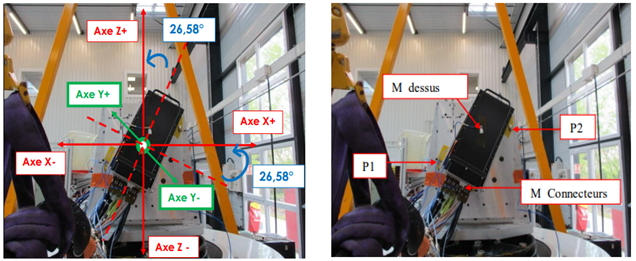 Axe Z+
26,58°
Axe Y+
Axe X+
Axe X-
Axe Y-
26,58°
Axe Z -
M dessus
P2
P1
M Connecteurs